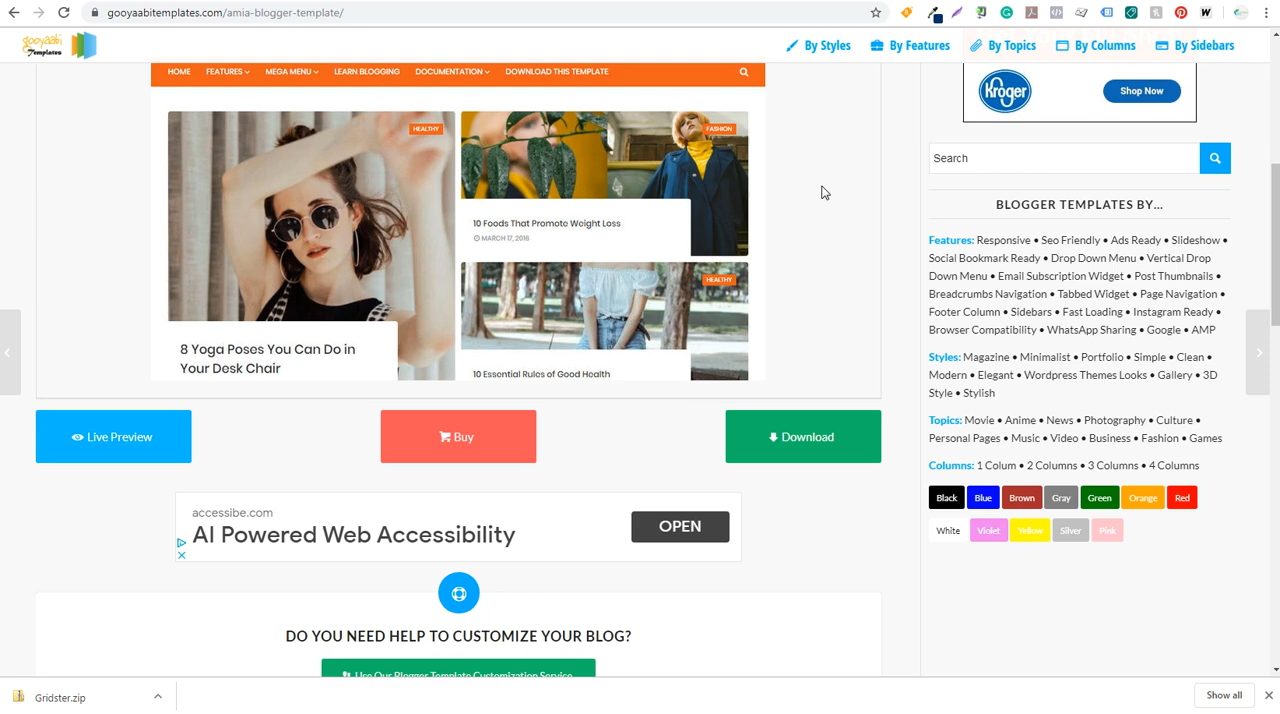 gooyaabitemplates.com/amia-blogger-template/
gooyaabi
Templates
By Styles
By Features
By Topics
By Columns
By Sidebars
HOME
FEATURES
MEGA MENU
LEARN BLOGGING
DOCUMENTATION
DOWNLOAD THIS TEMPLATE
HEALTHY
8 Yoga Poses You Can Do in
Your Desk Chair
FASHION
10 Foods That Promote Weight Loss
MARCH 17, 2016
HEALTHY
10 Essential Rules of Good Health
Live Preview
Buy
Download
accessibe.com
AI Powered Web Accessibility
OPEN
DO YOU NEED HELP TO CUSTOMIZE YOUR BLOG?
Use Our Blogger Template Customization Service
Kroger
Shop Now
Search
BLOGGER TEMPLATES BY...
Features: Responsive • Seo Friendly • Ads Ready • Slideshow •
Social Bookmark Ready • Drop Down Menu • Vertical Drop
Down Menu • Email Subscription Widget • Post Thumbnails •
Breadcrumbs Navigation • Tabbed Widget • Page Navigation •
Footer Column • Sidebars • Fast Loading • Instagram Ready •
Browser Compatibility • WhatsApp Sharing • Google • AMP
Styles: Magazine • Minimalist • Portfolio • Simple • Clean •
Modern • Elegant • Wordpress Themes Looks • Gallery • 3D
Style • Stylish
Topics: Movie • Anime • News • Photography • Culture •
Personal Pages • Music • Video • Business • Fashion • Games
Columns: 1 Colum • 2 Columns • 3 Columns • 4 Columns
Black Blue Brown Gray Green Orange Red
White Violet Yellow Silver Pink
Gridster.zip
Show all